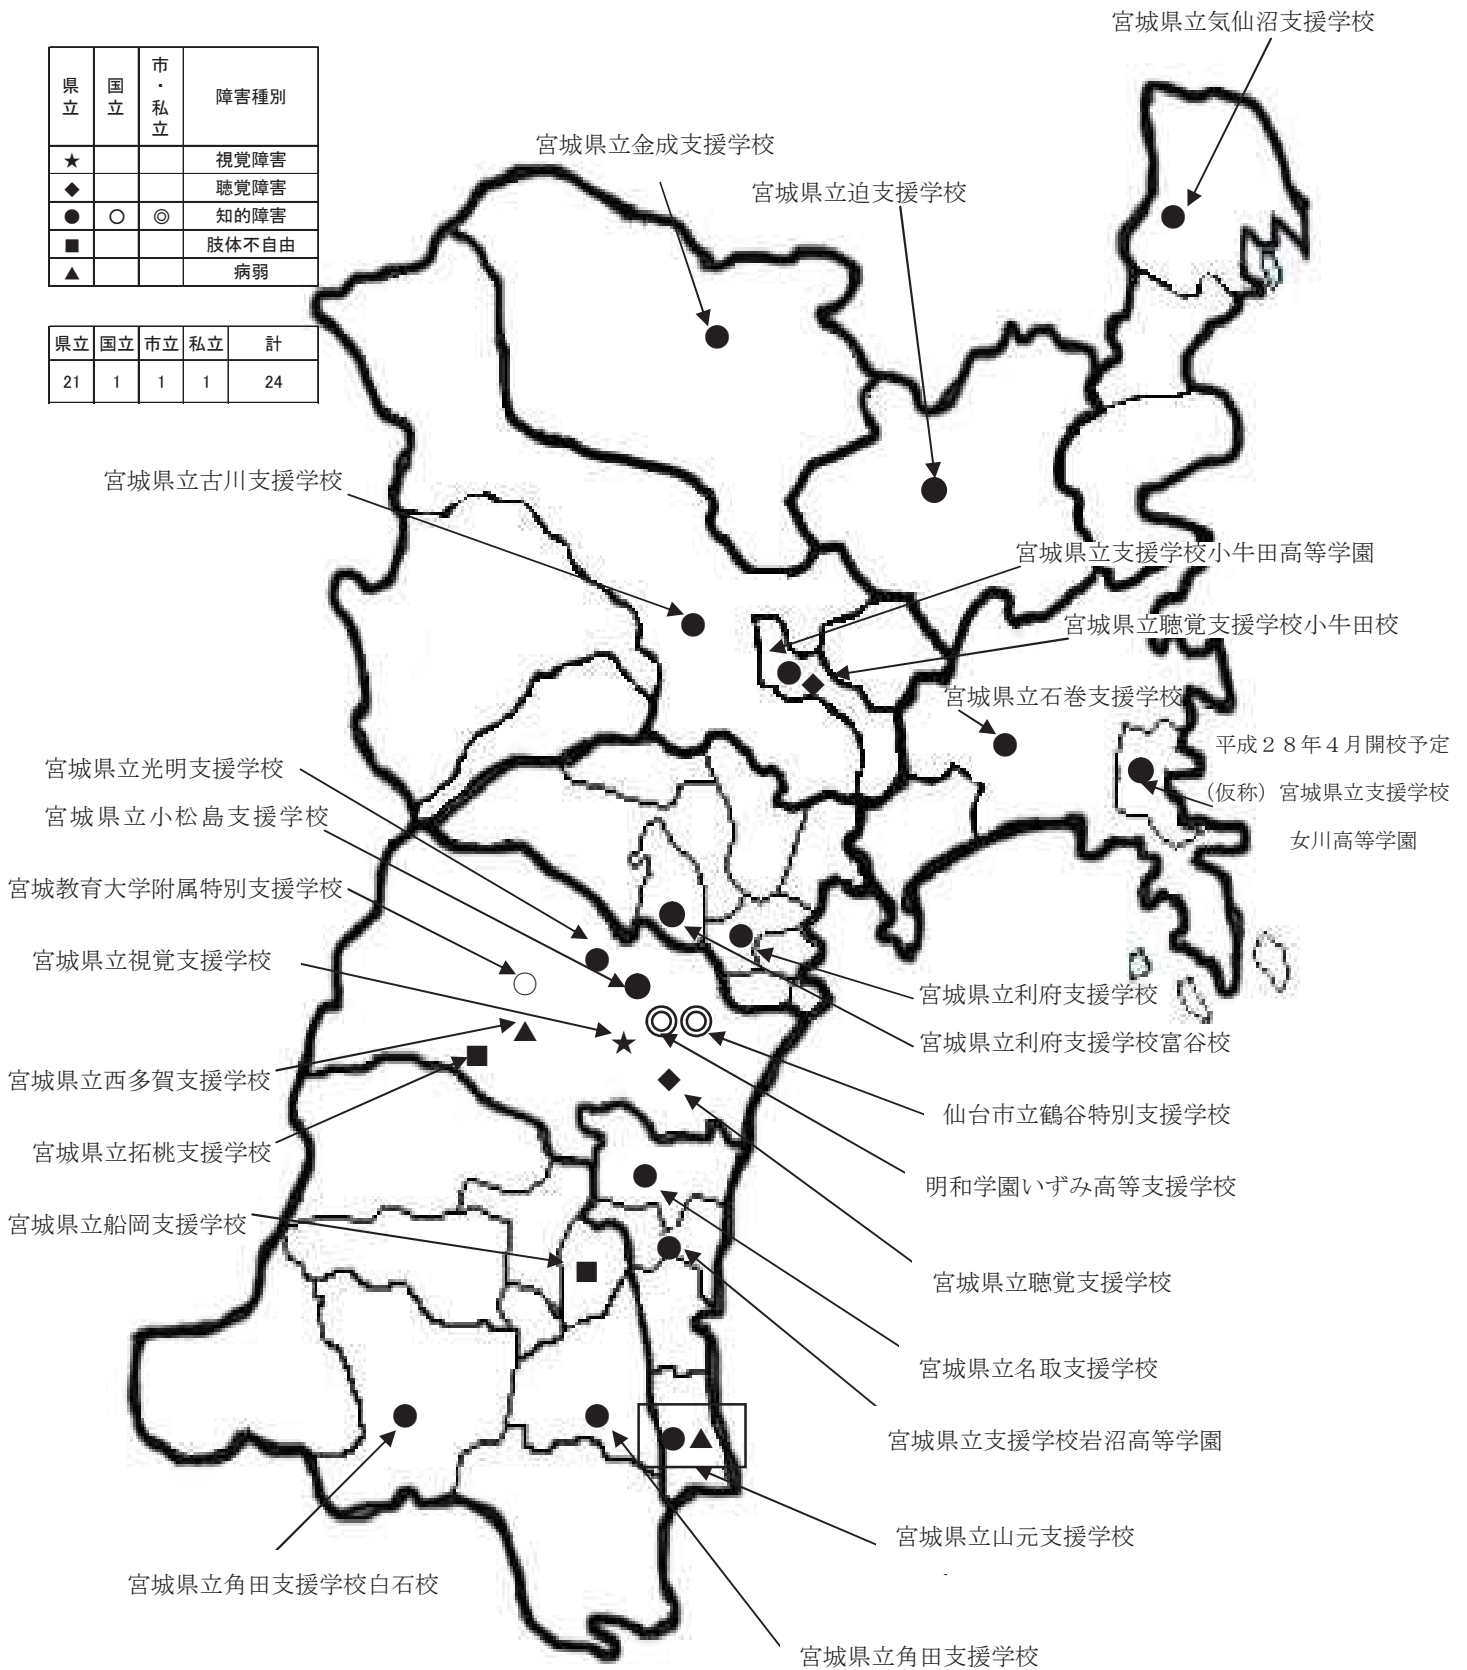 宮城県立気仙沼支援学校
県立 国立 市・私立 障害種別
★ 視覚障害
◆ 聴覚障害
● ○ ◎ 知的障害
■ 肢体不自由
▲ 病弱
県立 国立 市立 私立 計
21 1 1 1 24
宮城県立金成支援学校
宮城県立迫支援学校
宮城県立古川支援学校
宮城県立支援学校小牛田高等学園
宮城県立聴覚支援学校小牛田校
宮城県立石巻支援学校
平成２８年４月開校予定
（仮称）宮城県立支援学校
女川高等学園
宮城県立光明支援学校
宮城県立小松島支援学校
宮城教育大学附属特別支援学校
宮城県立視覚支援学校
宮城県立利府支援学校
宮城県立利府支援学校富谷校
宮城県立西多賀支援学校
仙台市立鶴谷特別支援学校
宮城県立拓桃支援学校
明和学園いずみ高等支援学校
宮城県立船岡支援学校
宮城県立聴覚支援学校
宮城県立名取支援学校
宮城県立支援学校岩沼高等学園
宮城県立山元支援学校
宮城県立角田支援学校白石校
宮城県立角田支援学校